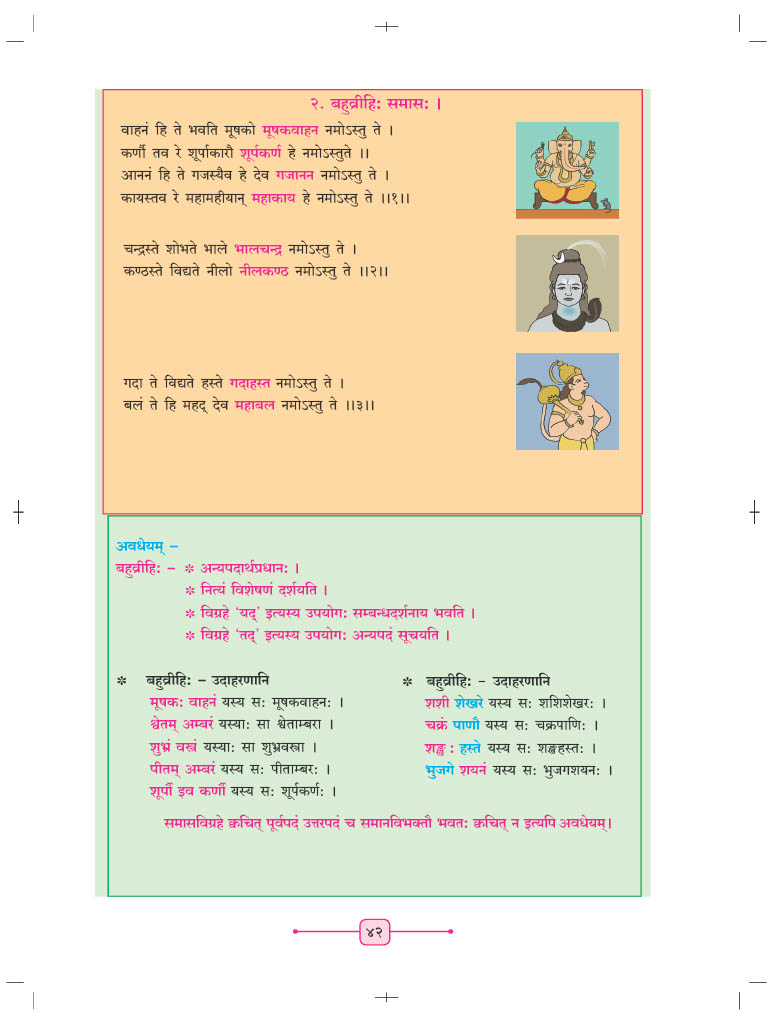 २. बहुव्रीहि: समास: ।
वाहनं हि ते भवति मूषको मूषकवाहन नमोऽस्तु ते ।
कर्णौ तव रे शूर्पाकारौ शूर्पकर्ण हे नमोऽस्तुते ।।
आननं हि ते गजस्यैव हे देव गजानन नमोऽस्तु ते ।
कायस्तव रे महामहीयान् महाकाय हे नमोऽस्तु ते ।।१।।
चन्द्रस्ते शोभते भाले भालचन्द्र नमोऽस्तु ते ।
कण्ठस्ते विद्यते नीलो नीलकण्ठ नमोऽस्तु ते ।।२।।
गदा ते विद्यते हस्ते गदाहस्त नमोऽस्तु ते ।
बलं ते हि महद् देव महाबल नमोऽस्तु ते ।।३।।
अवधेयम् –
बहुव्रीहि: – ✻ अन्यपदार्थप्रधान: ।
✻ नित्यं विशेषणं दर्शयति ।
✻ विग्रहे ‘यद्’ इत्यस्य उपयोग: सम्बन्धदर्शनाय भवति ।
✻ विग्रहे ‘तद्’ इत्यस्य उपयोग: अन्यपदं सूचयति ।
✻ बहुव्रीहि: – उदाहरणानि
मूषक: वाहनं यस्य स: मूषकवाहन: ।
श्वेतम् अम्बरं यस्या: सा श्वेताम्बरा ।
शुभ्रं वस्त्रं यस्या: सा शुभ्रवस्त्रा ।
पीतम् अम्बरं यस्य स: पीताम्बर: ।
शूर्पौ इव कर्णौ यस्य स: शूर्पकर्ण: ।
✻ बहुव्रीहि: – उदाहरणानि
शशी शेखरे यस्य स: शशिशेखर: ।
चक्रं पाणौ यस्य स: चक्रपाणि: ।
शङ्ख : हस्ते यस्य स: शङ्खहस्त: ।
भुजगे शयनं यस्य स: भुजगशयन: ।
समासविग्रहे क्वचित् पूर्वपदं उत्तरपदं च समानविभक्तौ भवत: क्वचित् न इत्यपि अवधेयम्।
४२